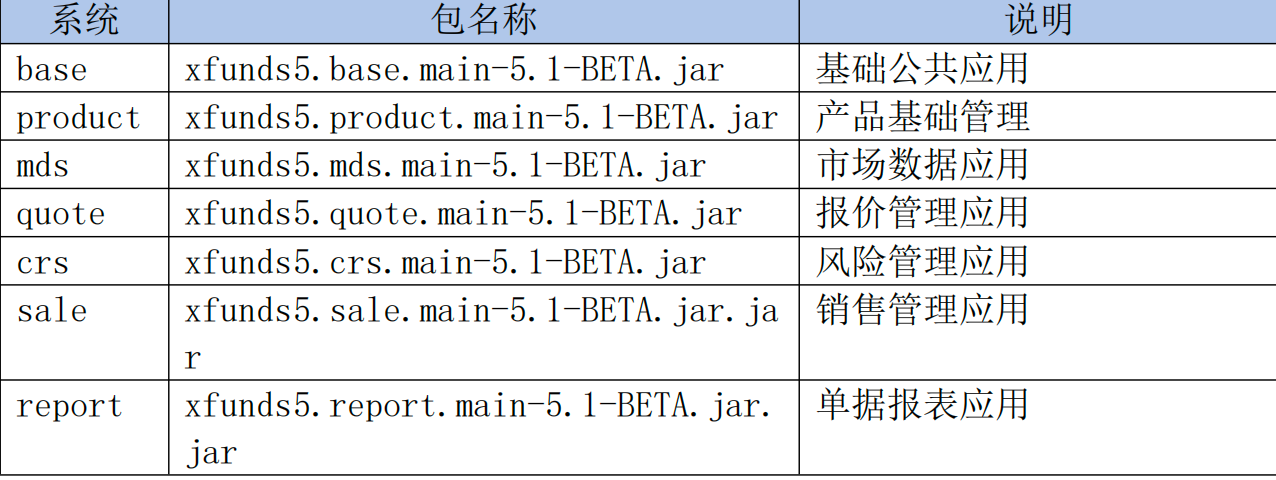 系统 包名称 说明
base xfunds5.base.main-5.1-BETA.jar 基础公共应用
product xfunds5.product.main-5.1-BETA.jar 产品基础管理
mds xfunds5.mds.main-5.1-BETA.jar 市场数据应用
quote xfunds5.quote.main-5.1-BETA.jar 报价管理应用
crs xfunds5.crs.main-5.1-BETA.jar 风险管理应用
sale xfunds5.sale.main-5.1-BETA.jar.ja 销售管理应用
r
report xfunds5.report.main-5.1-BETA.jar. 单据报表应用
jar